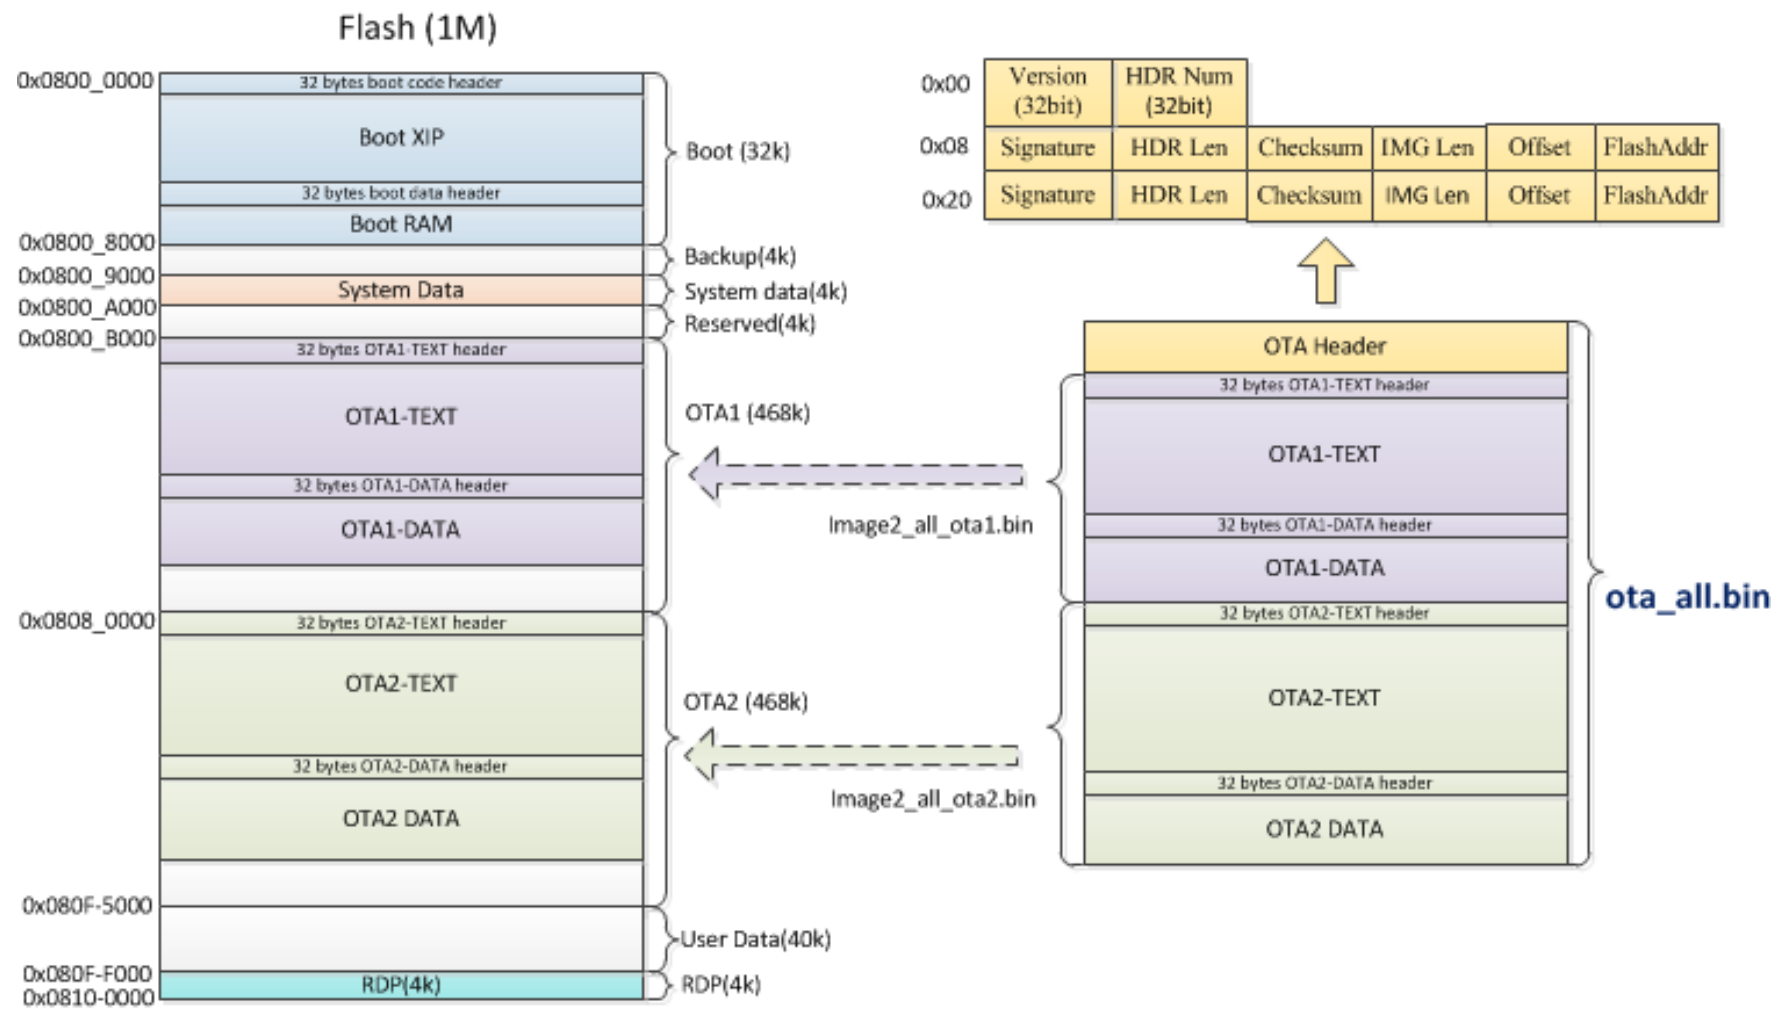 Flash (1M)
0x0800_0000
32 bytes boot code header
Boot XIP
32 bytes boot data header
Boot RAM
Boot (32k)
0x0800_8000
Backup(4k)
0x0800_9000
System Data
System data(4k)
0x0800_A000
Reserved(4k)
0x0800_B000
32 bytes OTA1-TEXT header
OTA1-TEXT
32 bytes OTA1-DATA header
OTA1-DATA
OTA1 (468k)
0x0808_0000
32 bytes OTA2-TEXT header
OTA2-TEXT
32 bytes OTA2-DATA header
OTA2 DATA
OTA2 (468k)
0x080F-5000
User Data(40k)
0x080F-F000
RDP(4k)
RDP(4k)
0x0810-0000
Image2_all_ota1.bin
Image2_all_ota2.bin
0x00
Version
(32bit)
HDR Num
(32bit)
0x08
Signature
HDR Len
Checksum
IMG Len
Offset
FlashAddr
0x20
Signature
HDR Len
Checksum
IMG Len
Offset
FlashAddr
OTA Header
32 bytes OTA1-TEXT header
OTA1-TEXT
32 bytes OTA1-DATA header
OTA1-DATA
32 bytes OTA2-TEXT header
OTA2-TEXT
32 bytes OTA2-DATA header
OTA2 DATA
ota_all.bin